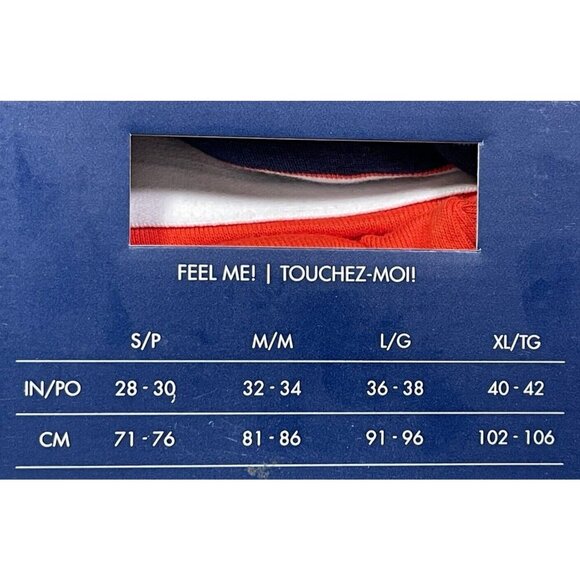 FEEL ME! | TOUCHEZ-MOI!
S/P M/M L/G XL/TG
IN/PO 28 - 30 32 - 34 36 - 38 40 - 42
CM 71 - 76 81 - 86 91 - 96 102 - 106